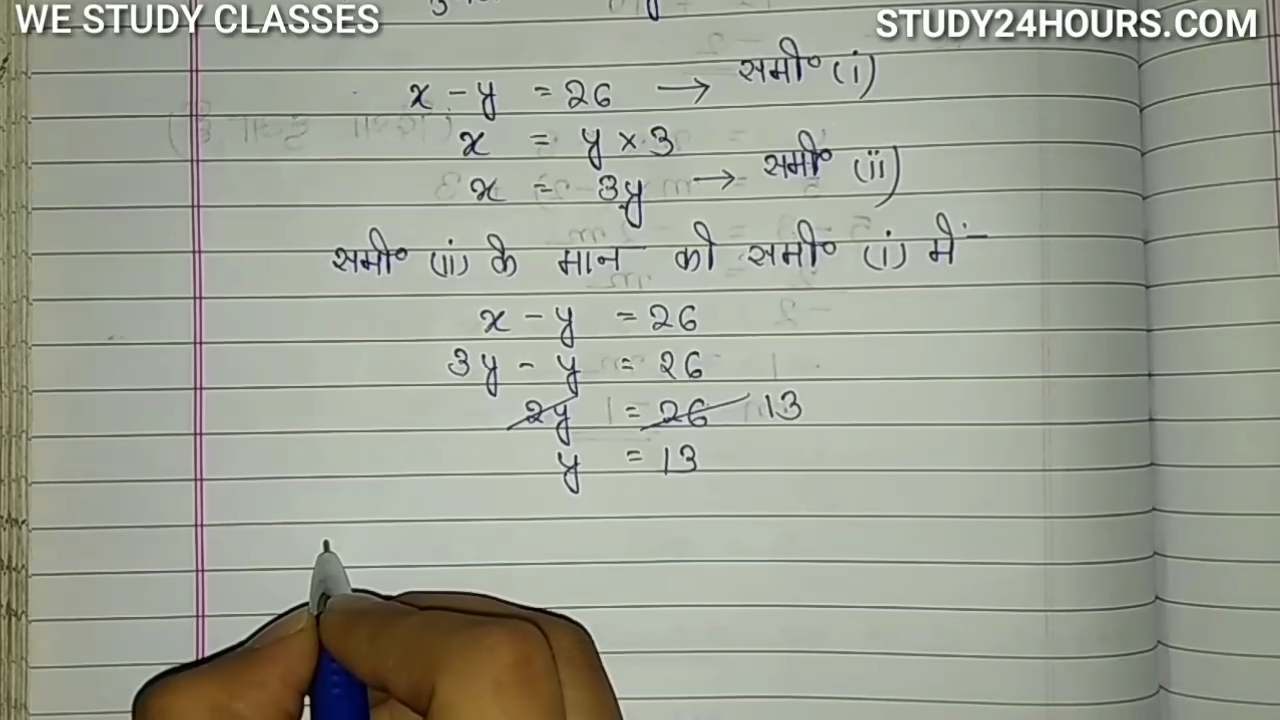 WE STUDY CLASSES
STUDY24HOURS.COM
x - y = 26 → समी॰ (i)
x = y × 3
x = 3y → समी॰ (ii)
समी॰ (ii) के मान को समी॰ (i) में :-
x - y = 26
3y - y = 26
2y = 26 13
y = 13